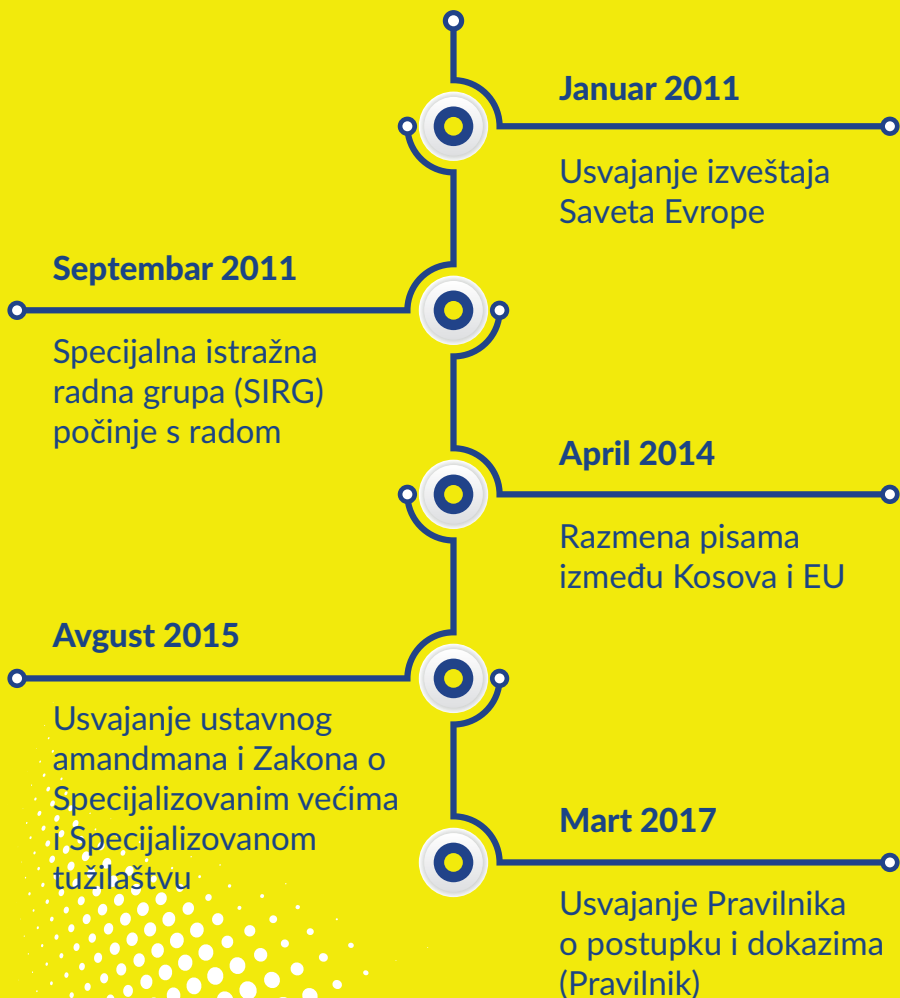 Januar 2011
Usvajanje izveštaja
Saveta Evrope
Septembar 2011
Specijalna istražna
radna grupa (SIRG)
počinje s radom
April 2014
Razmena pisama
između Kosova i EU
Avgust 2015
Usvajanje ustavnog
amandmana i Zakona o
Specijalizovanim većima
i Specijalizovanom
tužilaštvu
Mart 2017
Usvajanje Pravilnika
o postupku i dokazima
(Pravilnik)